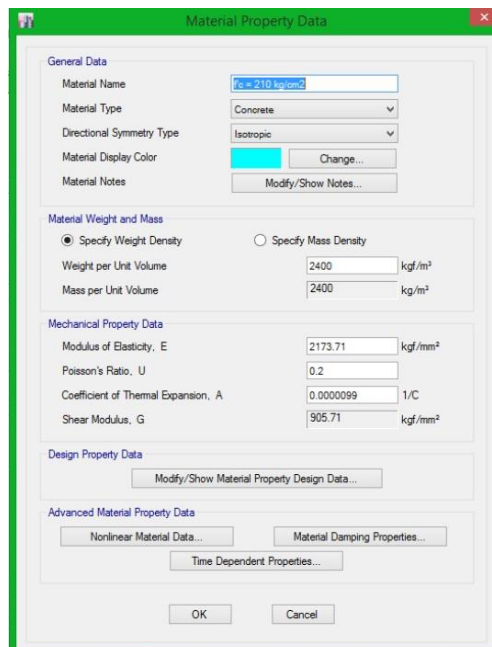 Material Property Data
General Data
Material Name f'c = 210 kg/cm2
Material Type Concrete
Directional Symmetry Type Isotropic
Material Display Color Change...
Material Notes Modify/Show Notes...
Material Weight and Mass
Specify Weight Density Specify Mass Density
Weight per Unit Volume 2400 kgf/m³
Mass per Unit Volume 2400 kg/m³
Mechanical Property Data
Modulus of Elasticity, E 2173.71 kgf/mm²
Poisson's Ratio, U 0.2
Coefficient of Thermal Expansion, A 0.0000099 1/C
Shear Modulus, G 905.71 kgf/mm²
Design Property Data
Modify/Show Material Property Design Data...
Advanced Material Property Data
Nonlinear Material Data... Material Damping Properties...
Time Dependent Properties...
OK Cancel